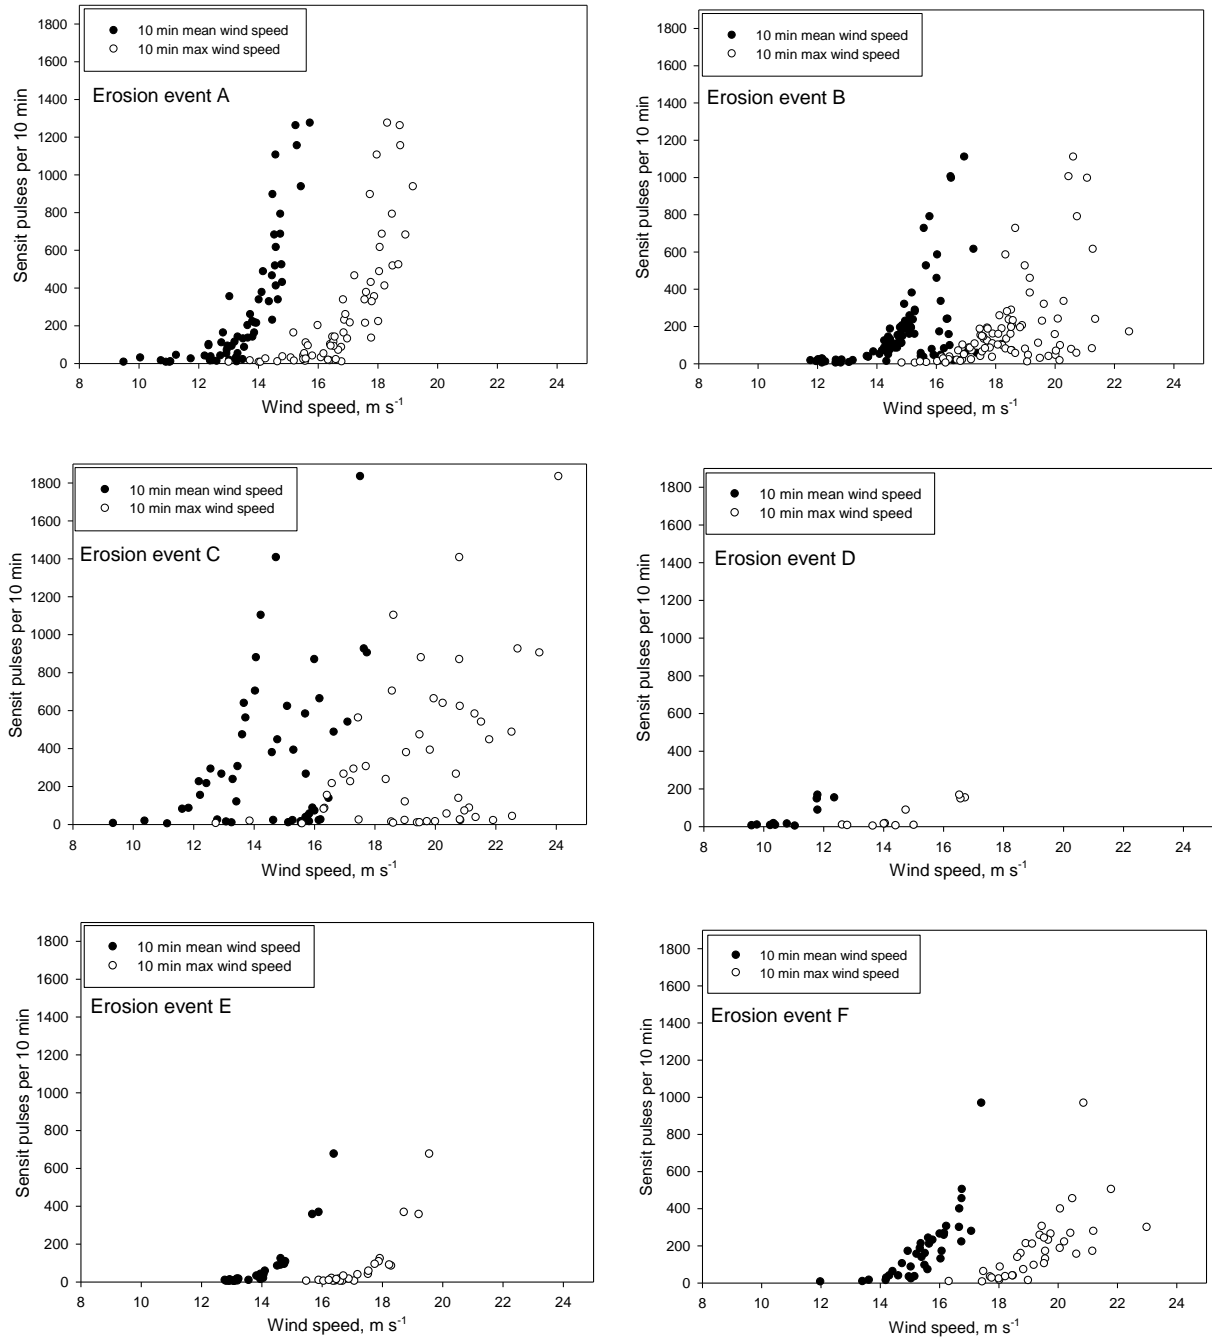 10 min mean wind speed
10 min max wind speed
Erosion event A
Sensit pulses per 10 min
1800
1600
1400
1200
1000
800
600
400
200
0
8 10 12 14 16 18 20 22 24
Wind speed, m s-1
10 min mean wind speed
10 min max wind speed
Erosion event B
Sensit pulses per 10 min
1800
1600
1400
1200
1000
800
600
400
200
0
8 10 12 14 16 18 20 22 24
Wind speed, m s-1
10 min mean wind speed
10 min max wind speed
Erosion event C
Sensit pulses per 10 min
1800
1600
1400
1200
1000
800
600
400
200
0
8 10 12 14 16 18 20 22 24
Wind speed, m s-1
10 min mean wind speed
10 min max wind speed
Erosion event D
Sensit pulses per 10 min
1800
1600
1400
1200
1000
800
600
400
200
0
8 10 12 14 16 18 20 22 24
Wind speed, m s-1
10 min mean wind speed
10 min max wind speed
Erosion event E
Sensit pulses per 10 min
1800
1600
1400
1200
1000
800
600
400
200
0
8 10 12 14 16 18 20 22 24
Wind speed, m s-1
10 min mean wind speed
10 min max wind speed
Erosion event F
Sensit pulses per 10 min
1800
1600
1400
1200
1000
800
600
400
200
0
8 10 12 14 16 18 20 22 24
Wind speed, m s-1